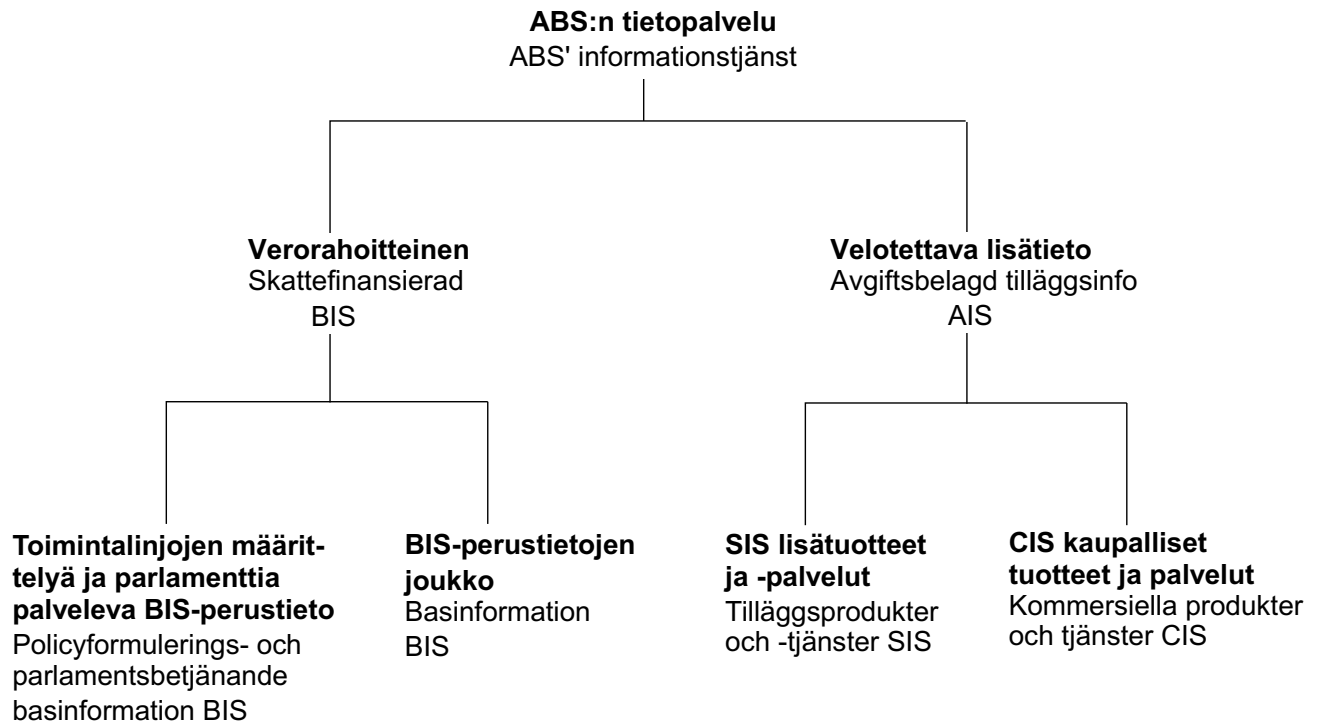 ABS:n tietopalvelu
ABS' informationstjänst
Verorahoitteinen
Skattefinansierad
BIS
Velotettava lisätieto
Avgiftsbelagd tilläggsinfo
AIS
Toimintalinjojen määrit-
telyä ja parlamenttia
palveleva BIS-perustieto
Policyformulerings- och
parlamentsbetjänande
basinformation BIS
BIS-perustietojen
joukko
Basinformation
BIS
SIS lisätuotteet
ja -palvelut
Tilläggsprodukter
och -tjänster SIS
CIS kaupalliset
tuotteet ja palvelut
Kommersiella produkter
och tjänster CIS